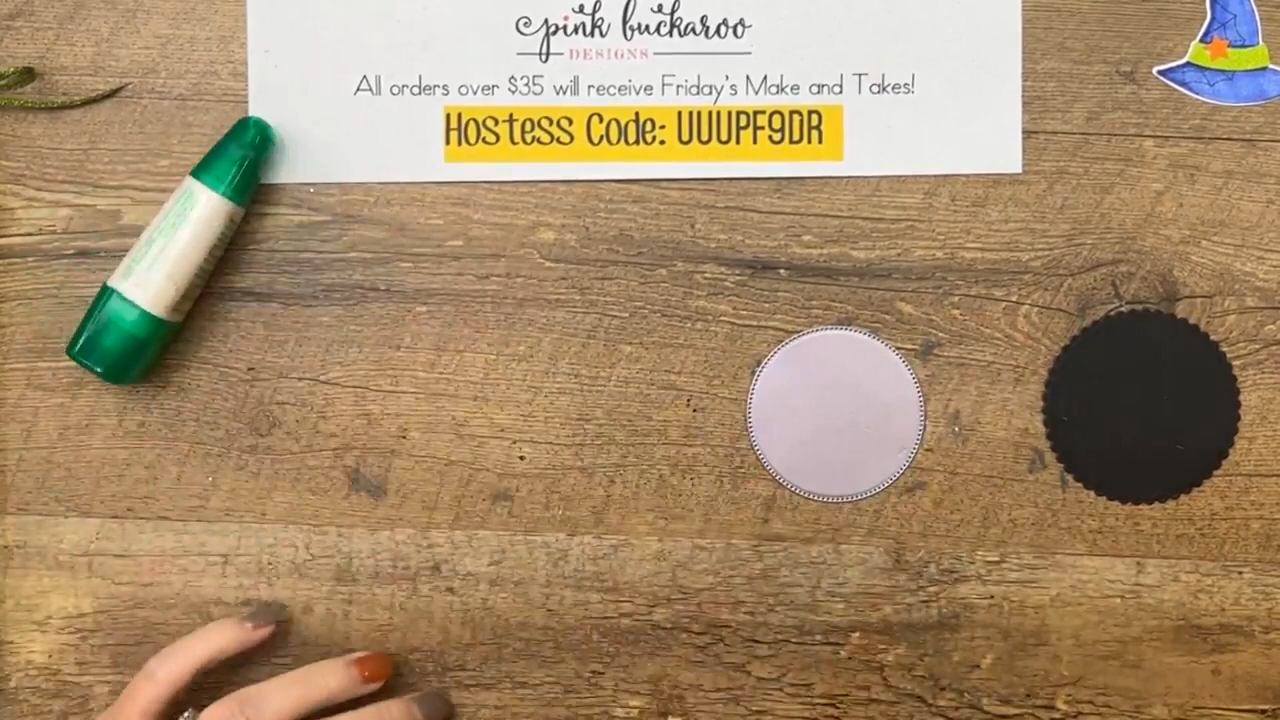 pink buckaroo
DESIGNS
All orders over $35 will receive Friday's Make and Takes!
Hostess Code: UUUPF9DR